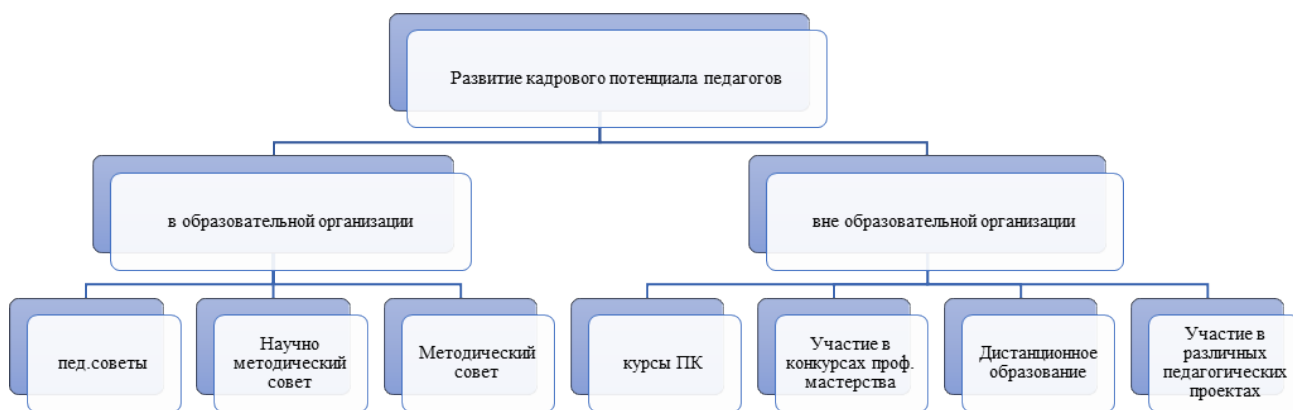 Развитие кадрового потенциала педагогов
в образовательной организации
вне образовательной организации
пед.советы
Научно
методический
совет
Методический
совет
курсы ПК
Участие в
конкурсах проф.
мастерства
Дистанционное
образование
Участие в
различных
педагогических
проектах